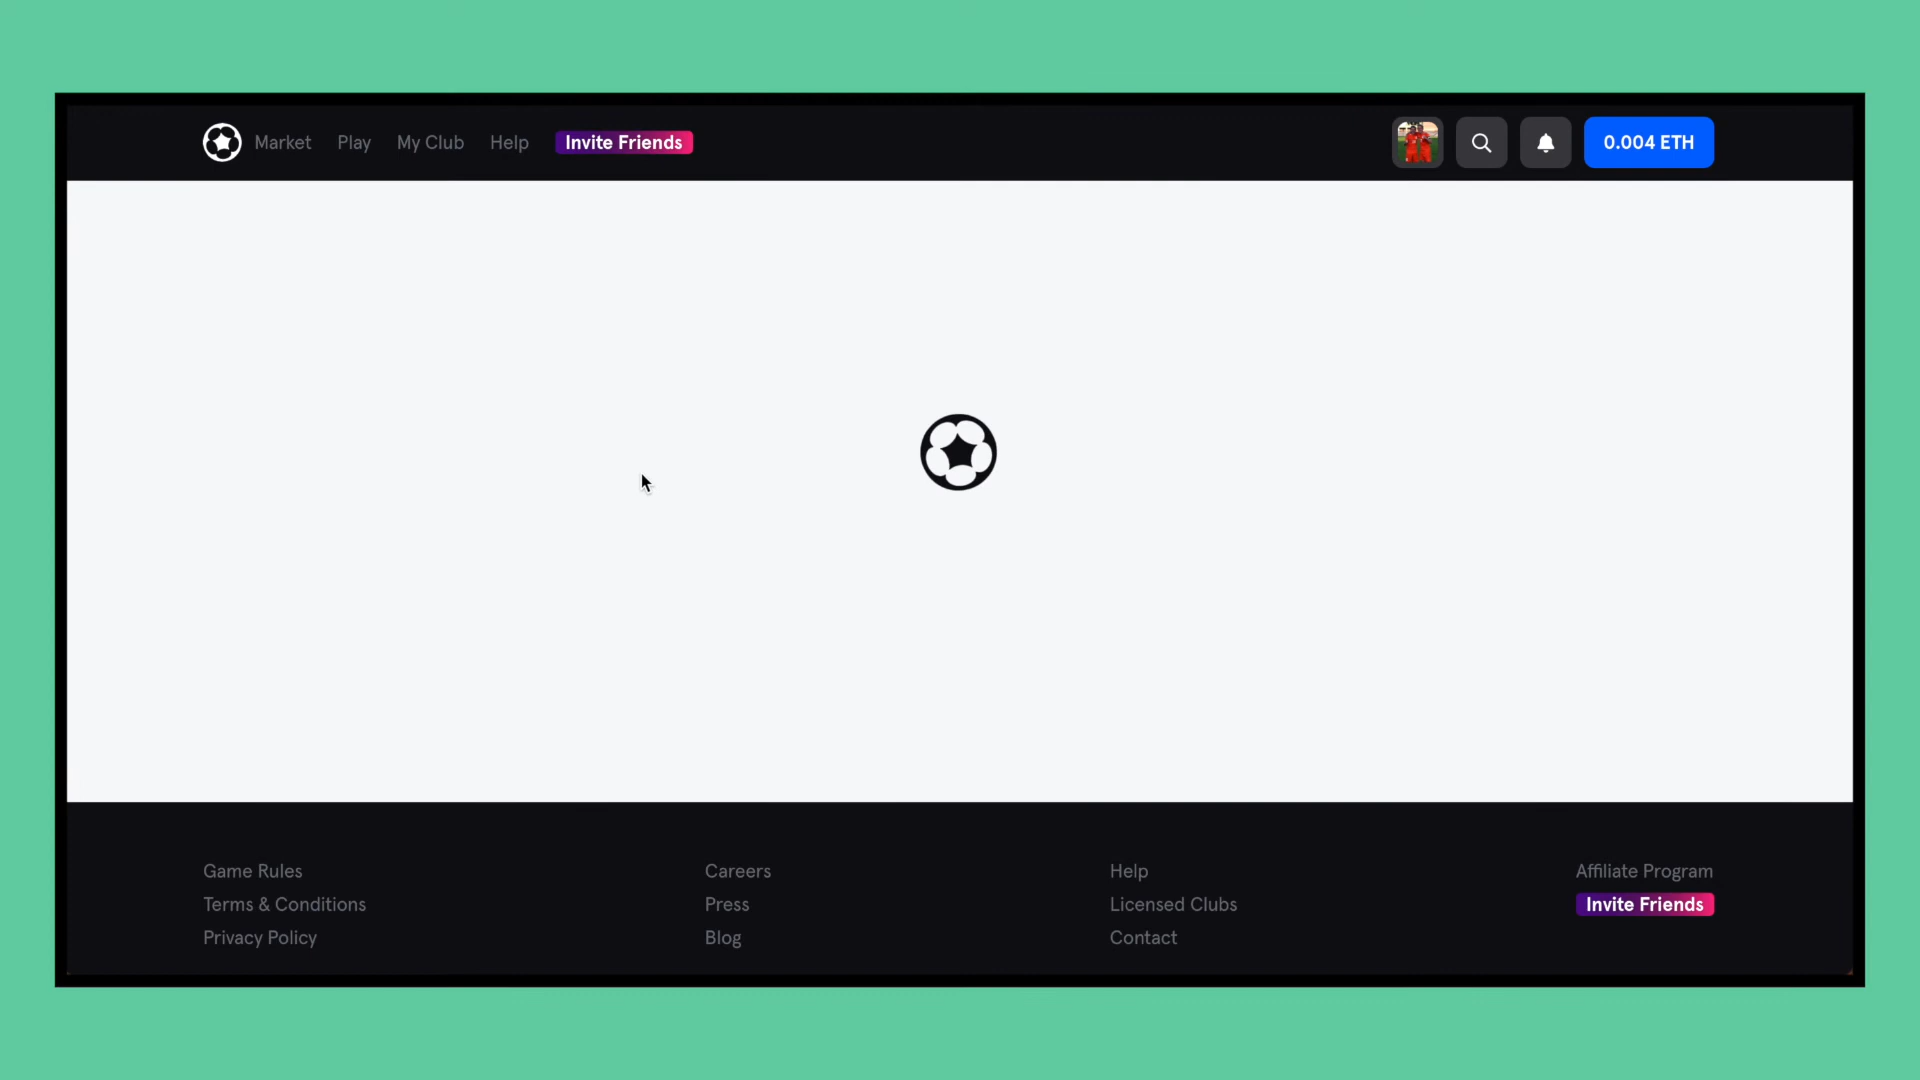 Market Play My Club Help Invite Friends 0.004 ETH
Game Rules Careers Help Affiliate Program
Terms & Conditions Press Licensed Clubs Invite Friends
Privacy Policy Blog Contact